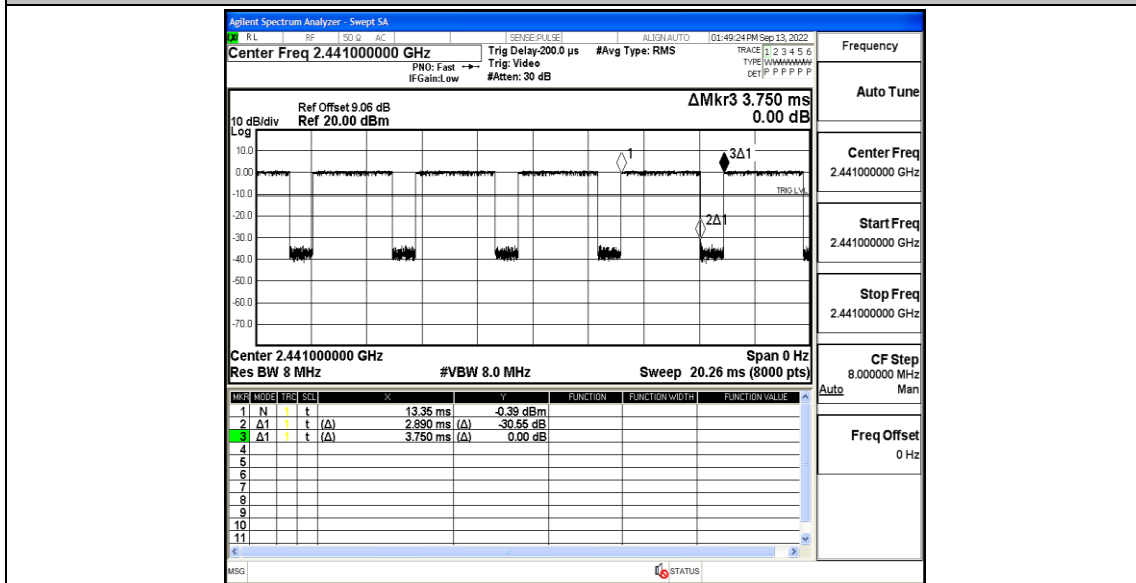 Agilent Spectrum Analyzer - Swept SA
LXI RL RF 50 Ω AC SENSE:PULSE ALIGNAUTO 01:49:24 PM Sep 13, 2022
Center Freq 2.441000000 GHz
PNO: Fast
IFGain:Low
Trig Delay-200.0 µs
Trig: Video
#Atten: 30 dB
#Avg Type: RMS
TRACE 1 2 3 4 5 6
TYPE WWWWWW
DET P P P P P P
Ref Offset 9.06 dB
10 dB/div Ref 20.00 dBm
Log
ΔMkr3 3.750 ms
0.00 dB
10.0
0.00
-10.0
-20.0
-30.0
-40.0
-50.0
-60.0
-70.0
1
3Δ1
2Δ1
TRIG LVL
Center 2.441000000 GHz Span 0 Hz
Res BW 8 MHz #VBW 8.0 MHz Sweep 20.26 ms (8000 pts)
MKR MODE TRC SCL X Y FUNCTION FUNCTION WIDTH FUNCTION VALUE
1 N 1 t 13.35 ms -0.39 dBm
2 Δ1 1 t (Δ) 2.890 ms (Δ) -30.55 dB
3 Δ1 1 t (Δ) 3.750 ms (Δ) 0.00 dB
4
5
6
7
8
9
10
11
MSG STATUS
Frequency
Auto Tune
Center Freq
2.441000000 GHz
Start Freq
2.441000000 GHz
Stop Freq
2.441000000 GHz
CF Step
8.000000 MHz
Auto Man
Freq Offset
0 Hz